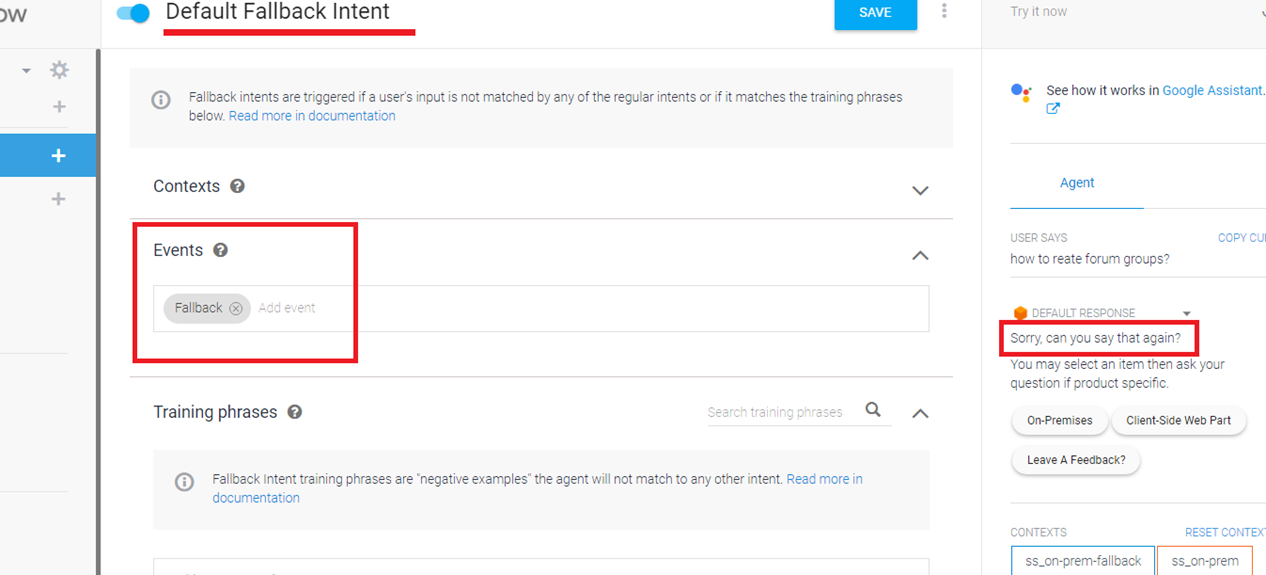 OW
Default Fallback Intent
SAVE
Try it now
Fallback intents are triggered if a user's input is not matched by any of the regular intents or if it matches the training phrases
below. Read more in documentation
See how it works in Google Assistant.
Contexts
Agent
Events
USER SAYS
COPY CU
how to reate forum groups?
Fallback
Add event
DEFAULT RESPONSE
Sorry, can you say that again?
You may select an item then ask your
question if product specific.
On-Premises
Client-Side Web Part
Leave A Feedback?
Training phrases
Search training phrases
Fallback Intent training phrases are "negative examples" the agent will not match to any other intent. Read more in
documentation
CONTEXTS
RESET CONTEXT
ss_on-prem-fallback
ss_on-prem